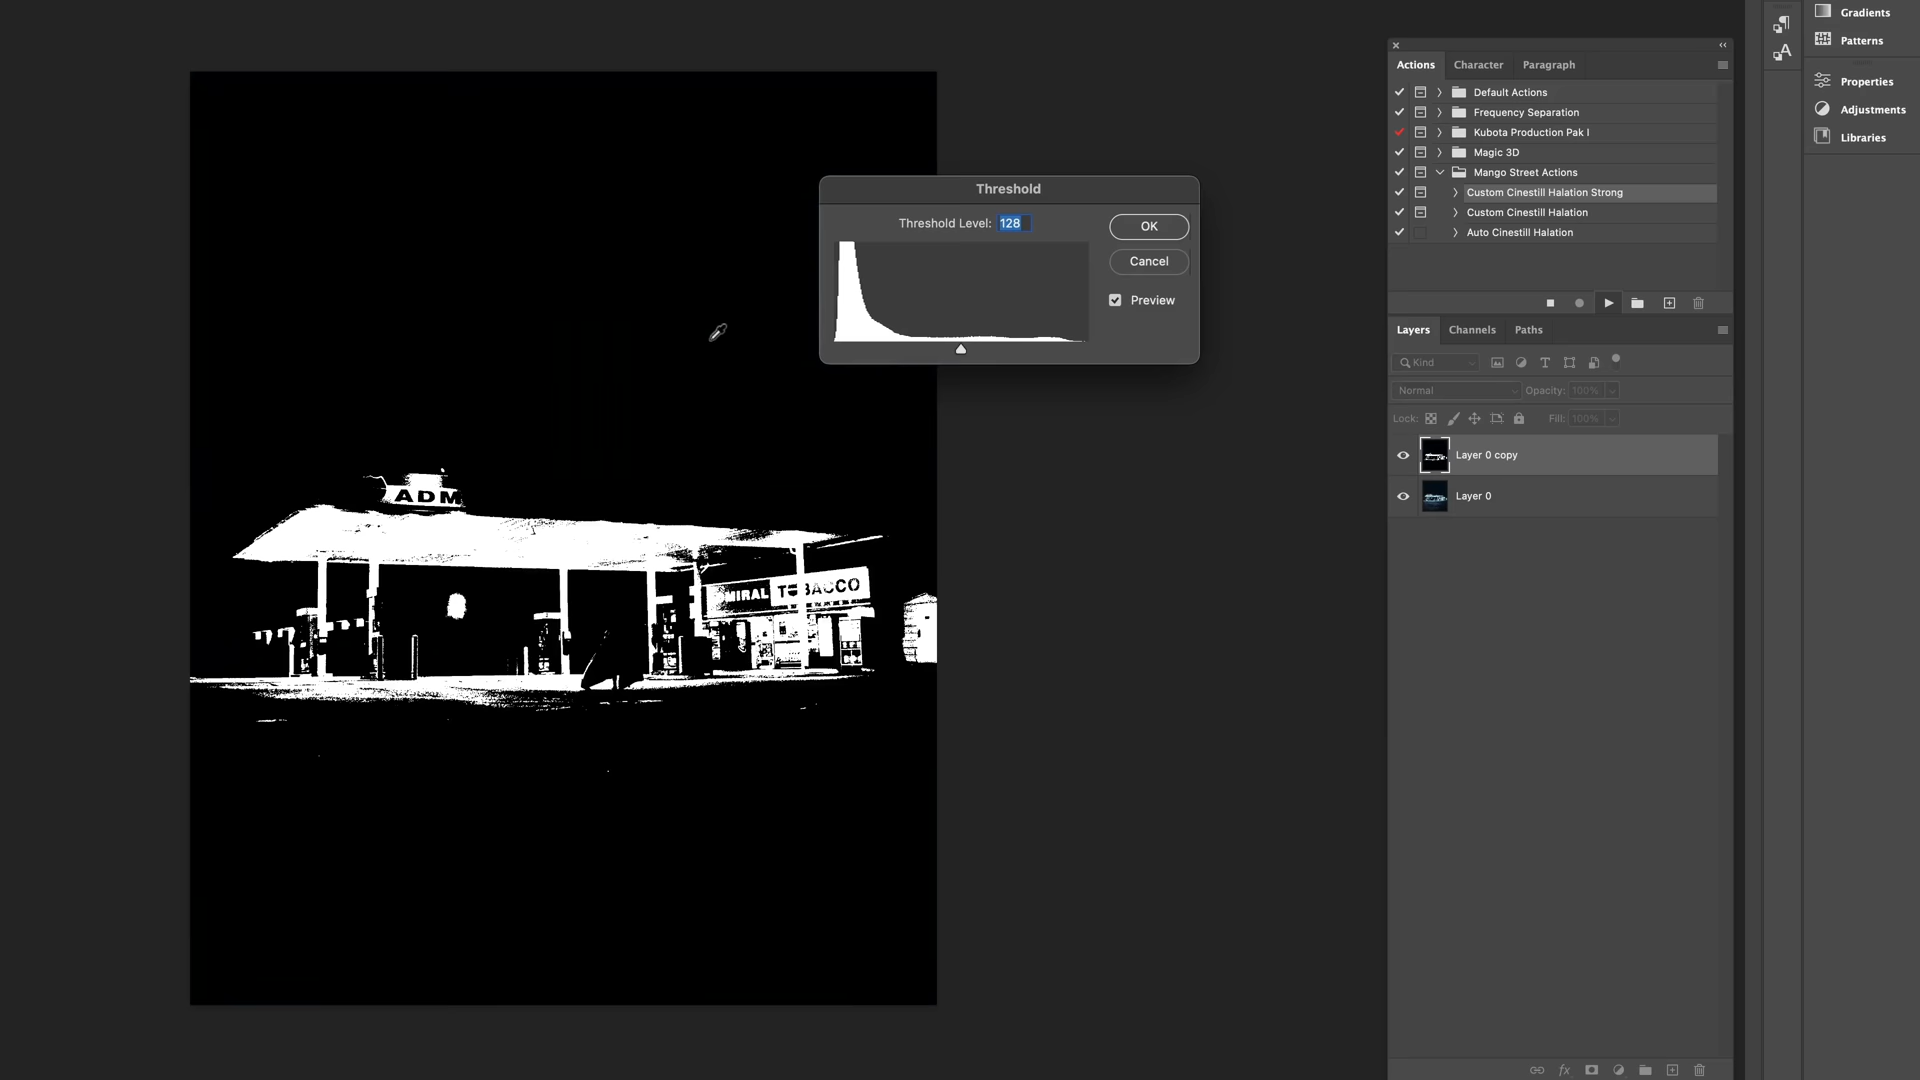 Gradients
Patterns
Properties
Adjustments
Libraries
Actions Character Paragraph
Default Actions
Frequency Separation
Kubota Production Pak I
Magic 3D
Mango Street Actions
Custom Cinestill Halation Strong
Custom Cinestill Halation
Auto Cinestill Halation
Threshold
Threshold Level: 128
OK
Cancel
Preview
Layers Channels Paths
Kind
Normal Opacity: 100%
Lock: Fill: 100%
Layer 0 copy
Layer 0
ADM
MIRAL TOBACCO